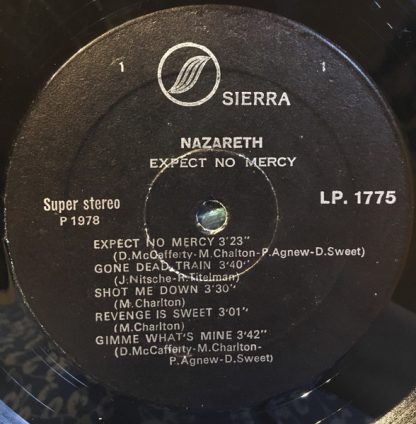 1 1
SIERRA
NAZARETH
EXPECT NO MERCY
Super stereo LP. 1775
P 1978
EXPECT NO MERCY 3'23"
(D.McCafferty-M.Chalton-P.Agnew-D.Sweet)
GONE DEAD TRAIN 3'40'
(J.Nitsche-R.Titelman)
SHOT ME DOWN 3'30'
(M.Charlton)
REVENGE IS SWEET 3'01'
(M.Charlton)
GIMME WHAT'S MINE 3'42"
(D.McCafferty-M.Charlton-
P.Agnew-D.Sweet)